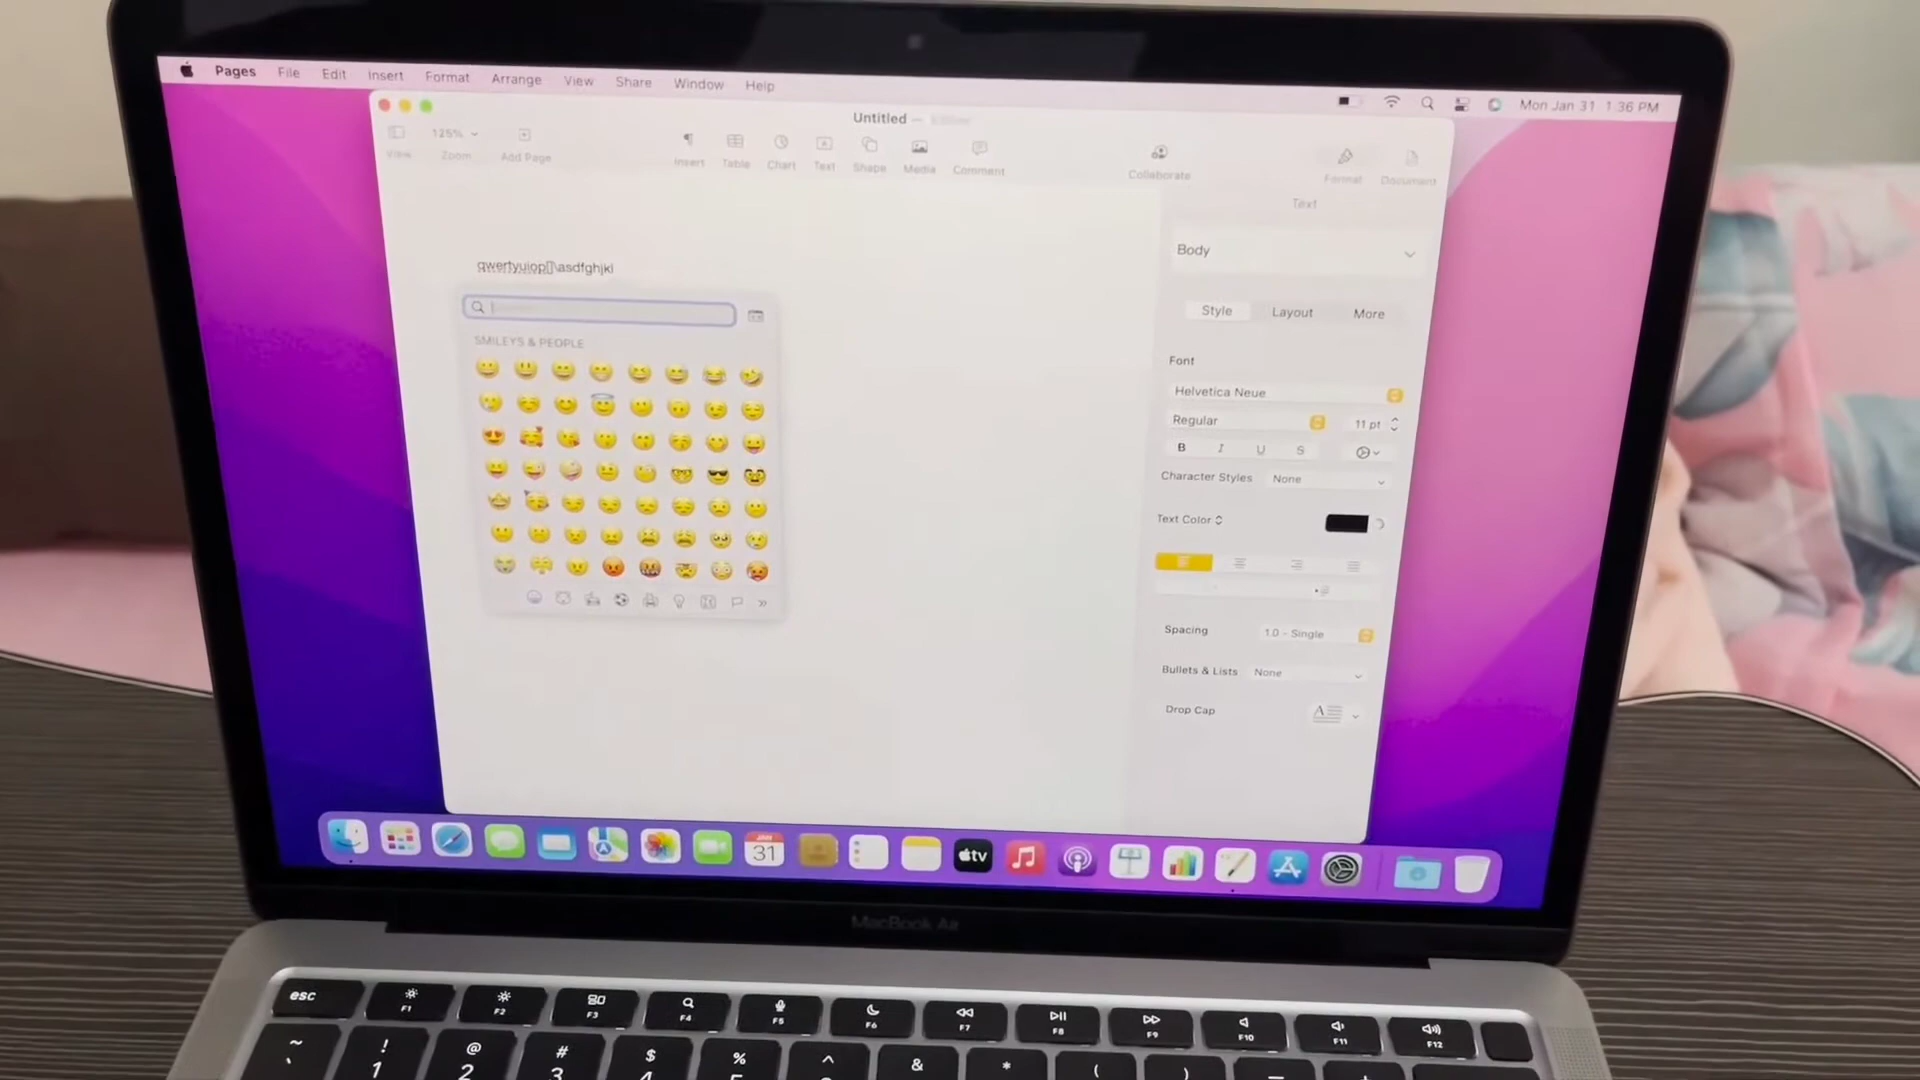 Pages File Edit Insert Format Arrange View Share Window Help
Mon Jan 31 1:36 PM
Untitled —
125%
View Zoom Add Page
Insert Table Chart Text Shape Media Comment
Collaborate
Format Document
Text
qwertyuiop[]\asdfghjkl
SMILEYS & PEOPLE
Body
Style Layout More
Font
Helvetica Neue
Regular 11 pt
B I U S
Character Styles None
Text Color
Spacing 1.0 - Single
Bullets & Lists None
Drop Cap A
JAN
31
tv
MacBook Air
esc F1 F2 F3 F4 F5 F6 F7 F8 F9 F10 F11 F12
~ ! @ # $ % ^ & * ( )
` 1 2 3 4